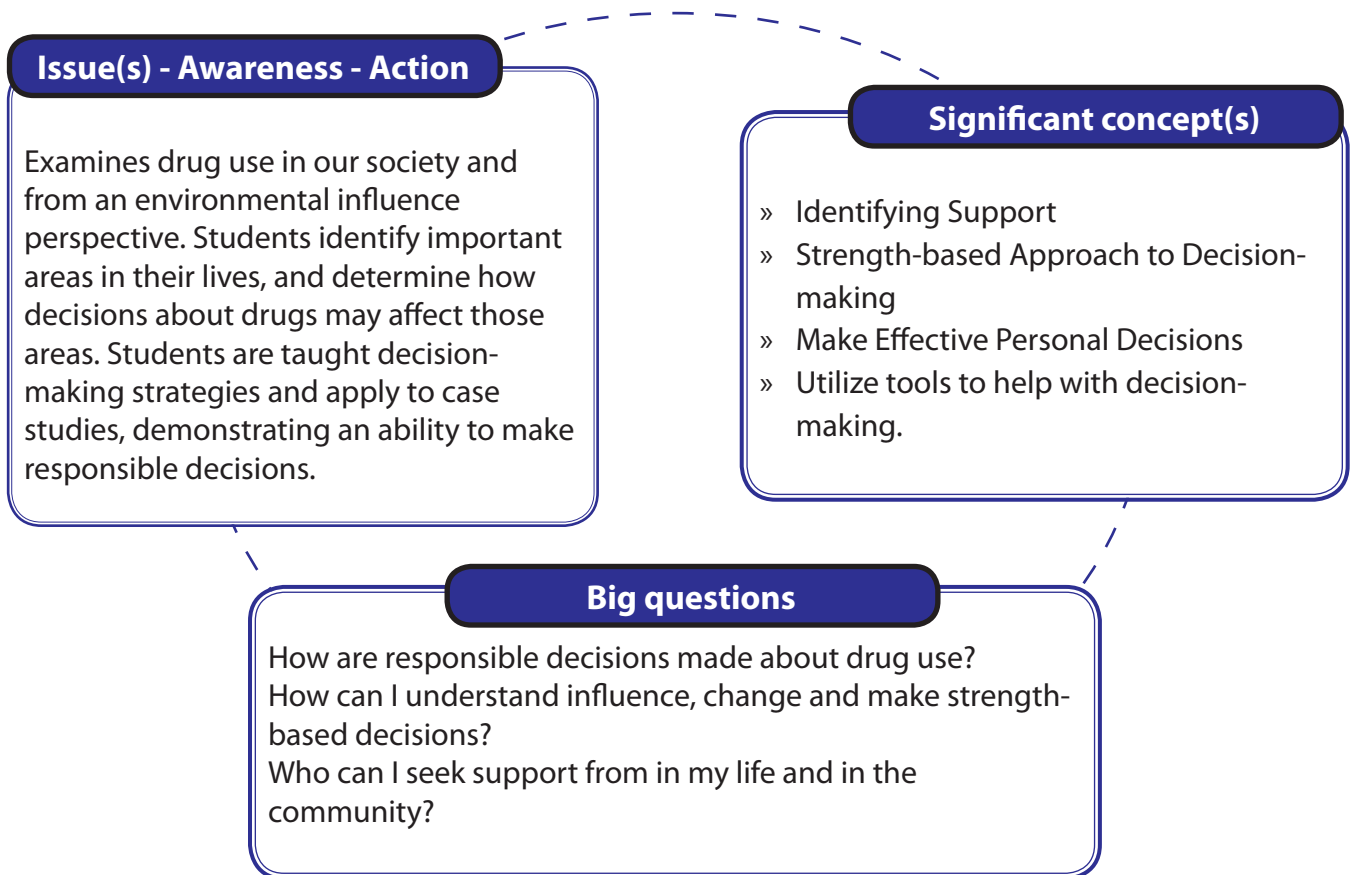 Issue(s) - Awareness - Action
Examines drug use in our society and
from an environmental influence
perspective. Students identify important
areas in their lives, and determine how
decisions about drugs may affect those
areas. Students are taught decision-
making strategies and apply to case
studies, demonstrating an ability to make
responsible decisions.
Significant concept(s)
» Identifying Support
» Strength-based Approach to Decision-
making
» Make Effective Personal Decisions
» Utilize tools to help with decision-
making.
Big questions
How are responsible decisions made about drug use?
How can I understand influence, change and make strength-
based decisions?
Who can I seek support from in my life and in the
community?